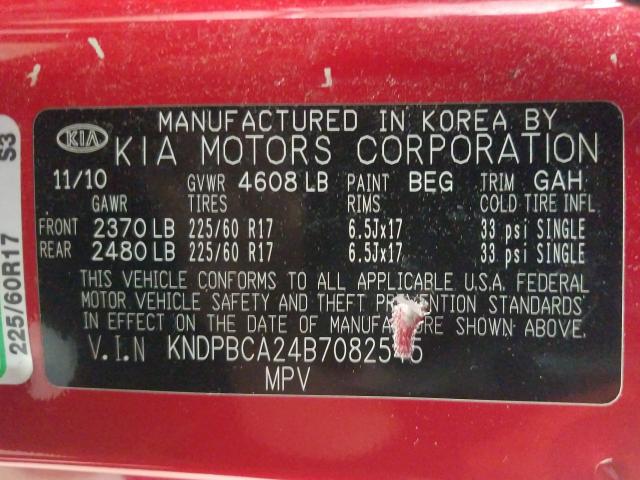 MANUFACTURED IN KOREA BY
KIA KIA MOTORS CORPORATION
11/10 GVWR 4608 LB PAINT BEG TRIM GAH
GAWR TIRES RIMS COLD TIRE INFL
FRONT 2370 LB 225/60 R17 6.5Jx17 33 psi SINGLE
REAR 2480 LB 225/60 R17 6.5Jx17 33 psi SINGLE
THIS VEHICLE CONFORMS TO ALL APPLICABLE U.S.A. FEDERAL
MOTOR VEHICLE SAFETY AND THEFT PREVENTION STANDARDS
IN EFFECT ON THE DATE OF MANUFACTURE SHOWN ABOVE.
V.I.N
MPV
225/60R17 S3